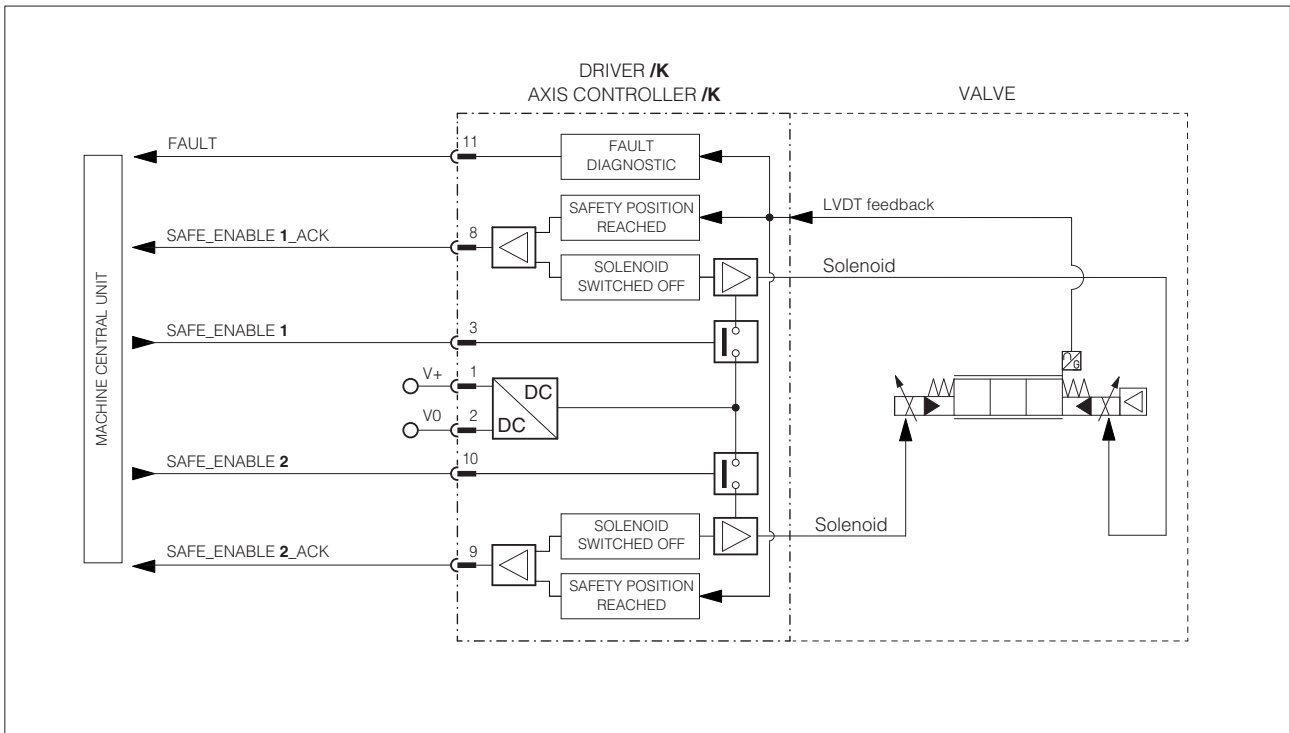 DRIVER /K
AXIS CONTROLLER /K
VALVE
MACHINE CENTRAL UNIT
FAULT
11
FAULT
DIAGNOSTIC
SAFETY POSITION
REACHED
LVDT feedback
SAFE_ENABLE 1_ACK
8
SOLENOID
SWITCHED OFF
Solenoid
SAFE_ENABLE 1
3
V+
1
DC
DC
V0
2
G
SAFE_ENABLE 2
10
SOLENOID
SWITCHED OFF
Solenoid
SAFE_ENABLE 2_ACK
9
SAFETY POSITION
REACHED